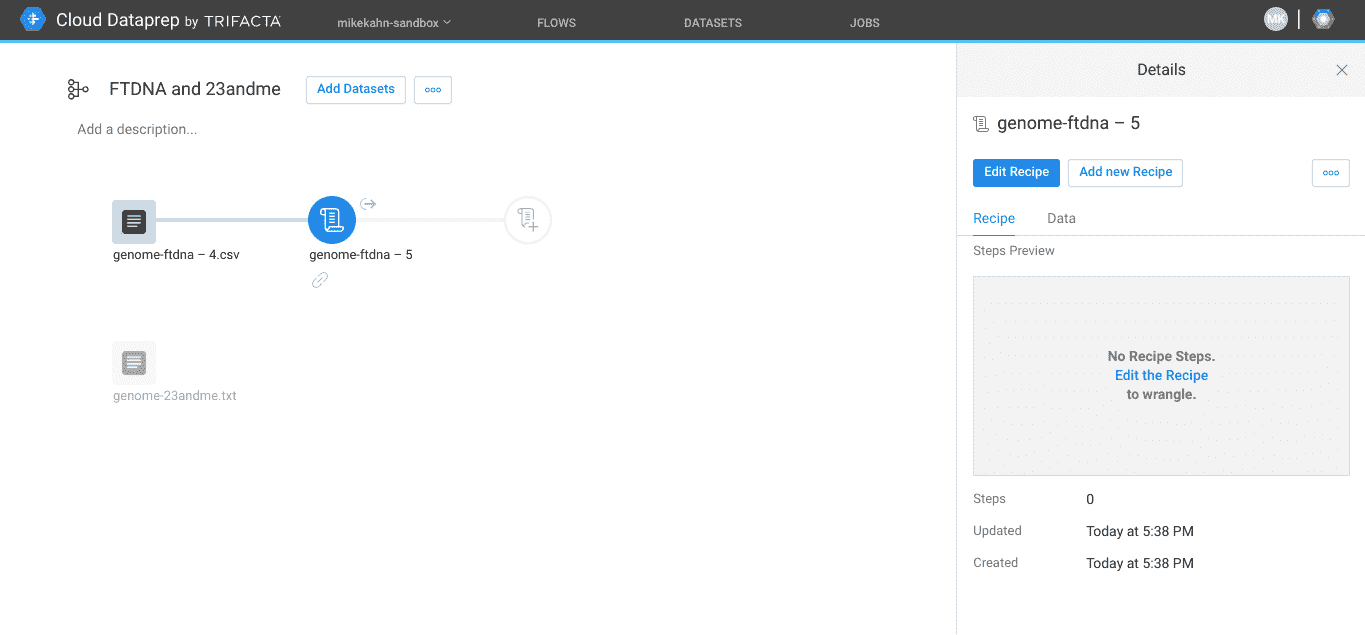 Cloud Dataprep by TRIFACTA
mikekahn-sandbox
FLOWS
DATASETS
JOBS
MK
FTDNA and 23andme
Add Datasets
Add a description...
genome-ftdna – 4.csv
genome-ftdna – 5
genome-23andme.txt
Details
genome-ftdna – 5
Edit Recipe
Add new Recipe
Recipe
Data
Steps Preview
No Recipe Steps.
Edit the Recipe
to wrangle.
Steps 0
Updated Today at 5:38 PM
Created Today at 5:38 PM